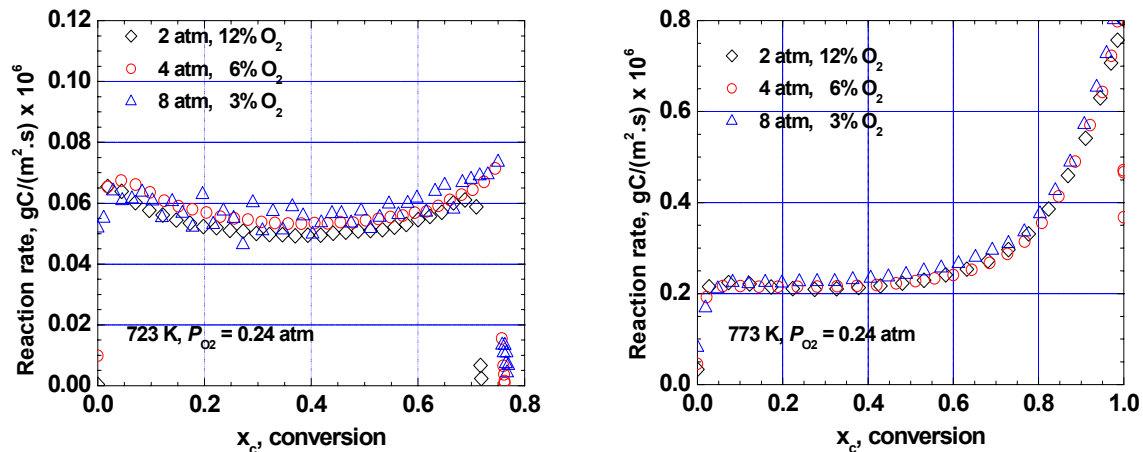 Reaction rate, gC/(m².s) x 10⁶
0.12
0.10
0.08
0.06
0.04
0.02
0.00
2 atm, 12% O₂
4 atm, 6% O₂
8 atm, 3% O₂
723 K, P_O2 = 0.24 atm
0.0 0.2 0.4 0.6 0.8
x_c, conversion
Reaction rate, gC/(m².s) x 10⁶
0.8
0.6
0.4
0.2
0.0
2 atm, 12% O₂
4 atm, 6% O₂
8 atm, 3% O₂
773 K, P_O2 = 0.24 atm
0.0 0.2 0.4 0.6 0.8 1.0
x_c, conversion